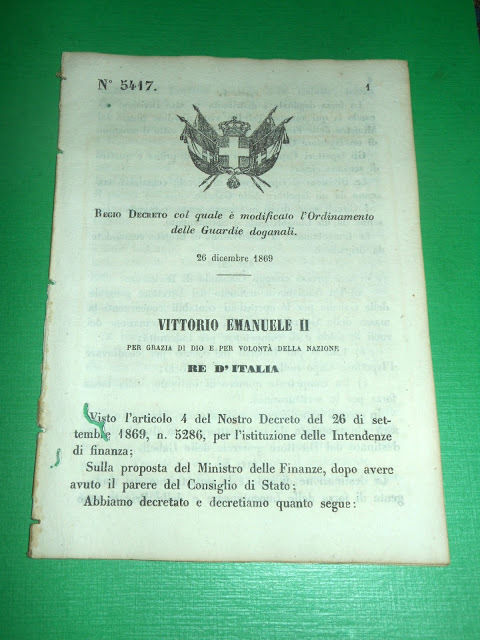 N° 5417.
1
REGIO DECRETO col quale è modificato l'Ordinamento
delle Guardie doganali.
26 dicembre 1869
VITTORIO EMANUELE II
PER GRAZIA DI DIO E PER VOLONTÀ DELLA NAZIONE
RE D'ITALIA
Visto l'articolo 4 del Nostro Decreto del 26 di set-
tembre 1869, n. 5286, per l'istituzione delle Intendenze
di finanza;
Sulla proposta del Ministro delle Finanze, dopo avere
avuto il parere del Consiglio di Stato;
Abbiamo decretato e decretiamo quanto segue: